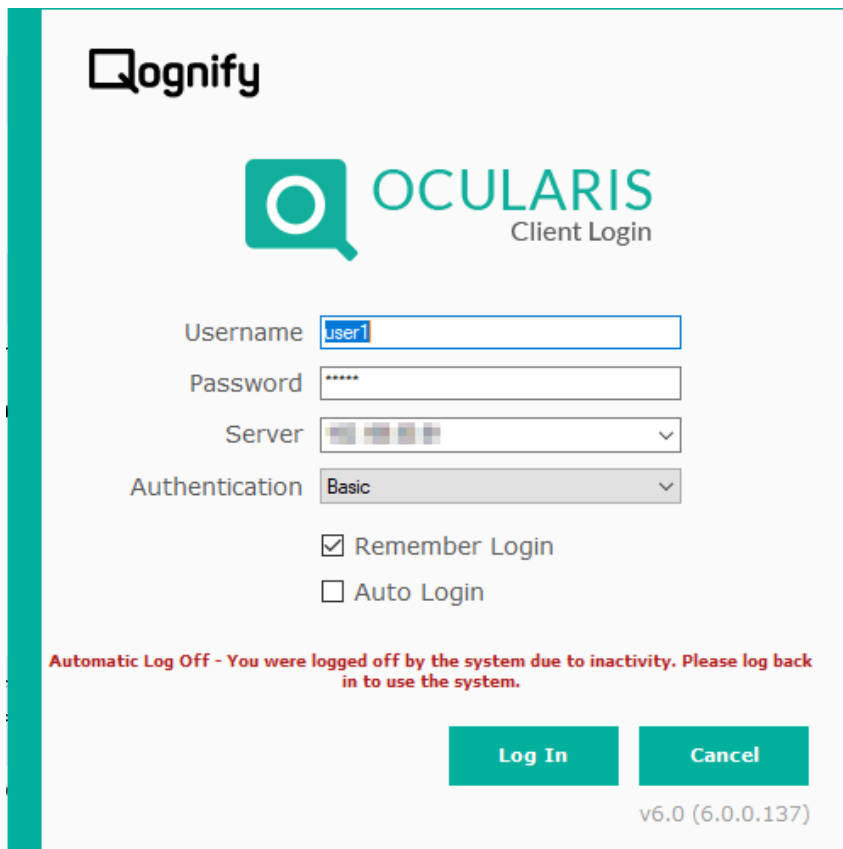 Qognify
OCULARIS
Client Login
Username user1
Password *****
Server
Authentication Basic
Remember Login
Auto Login
Automatic Log Off - You were logged off by the system due to inactivity. Please log back
in to use the system.
Log In Cancel
v6.0 (6.0.0.137)